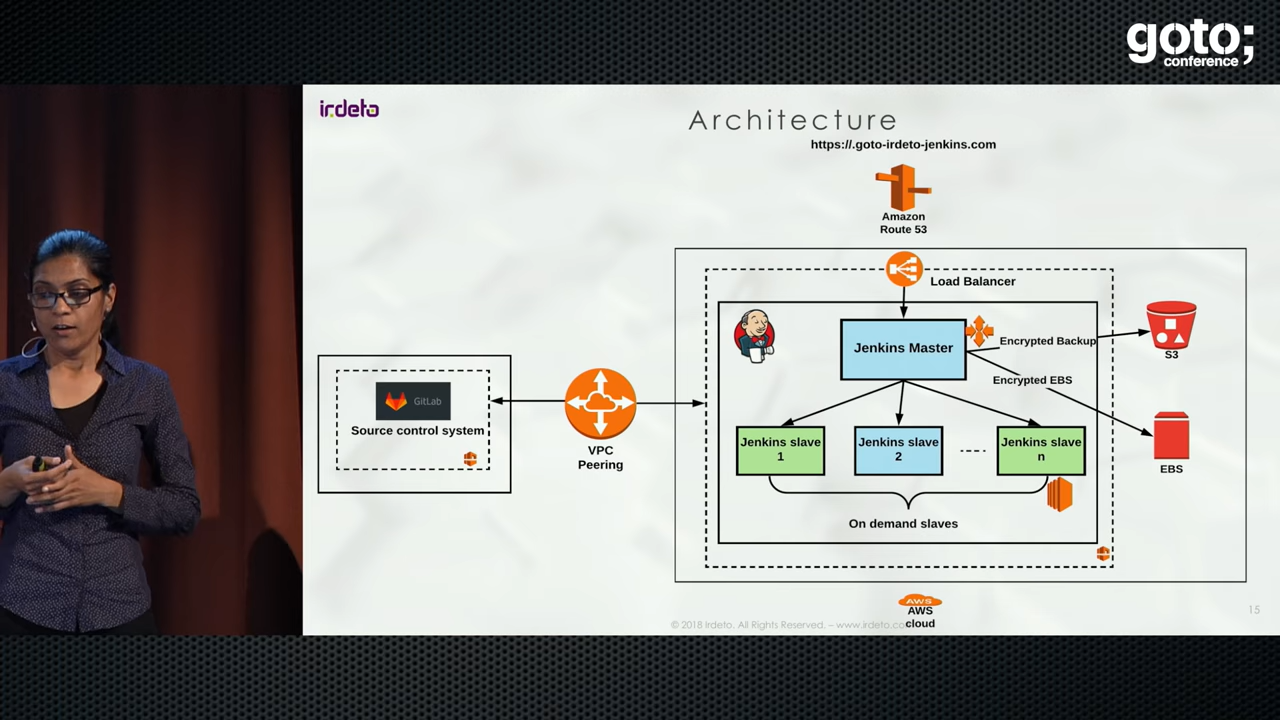 goto;
conference
irdeto
Architecture
https://.goto-irdeto-jenkins.com
Amazon
Route 53
Load Balancer
Jenkins Master
Encrypted Backup
S3
Encrypted EBS
EBS
GitLab
Source control system
VPC
Peering
Jenkins slave
1
Jenkins slave
2
Jenkins slave
n
On demand slaves
AWS
AWS
cloud
© 2018 Irdeto. All Rights Reserved. – www.irdeto.co
15